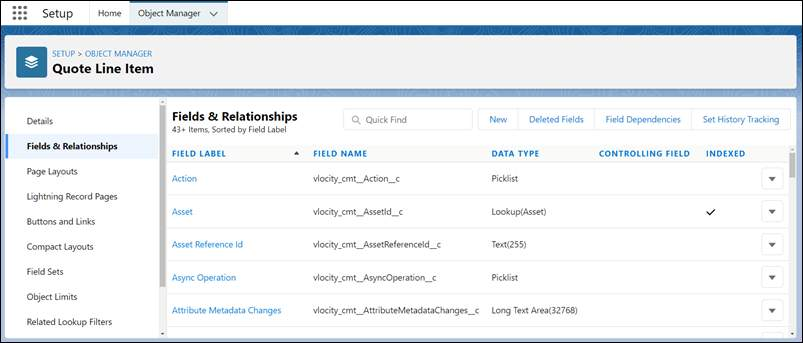 Setup
Home
Object Manager
SETUP > OBJECT MANAGER
Quote Line Item
Details
Fields & Relationships
Page Layouts
Lightning Record Pages
Buttons and Links
Compact Layouts
Field Sets
Object Limits
Related Lookup Filters
Fields & Relationships
43+ Items, Sorted by Field Label
Quick Find
New
Deleted Fields
Field Dependencies
Set History Tracking
FIELD LABEL FIELD NAME DATA TYPE CONTROLLING FIELD INDEXED
Action vlocity_cmt__Action__c Picklist
Asset vlocity_cmt__AssetId__c Lookup(Asset)
Asset Reference Id vlocity_cmt__AssetReferenceId__c Text(255)
Async Operation vlocity_cmt__AsyncOperation__c Picklist
Attribute Metadata Changes vlocity_cmt__AttributeMetadataChanges__c Long Text Area(32768)